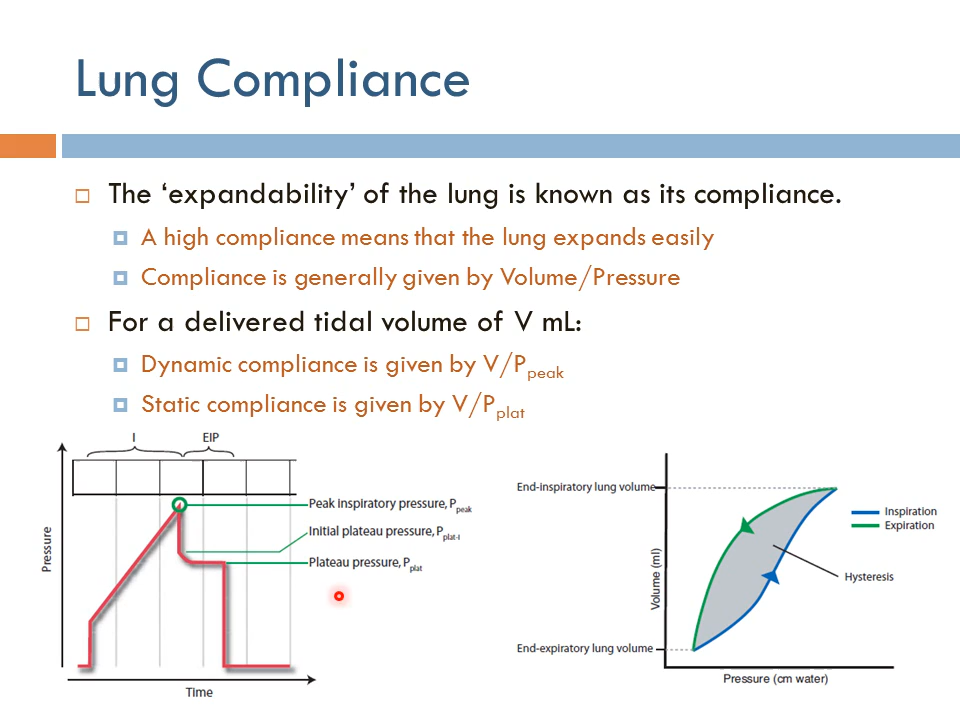 Lung Compliance
The ‘expandability’ of the lung is known as its compliance.
A high compliance means that the lung expands easily
Compliance is generally given by Volume/Pressure
For a delivered tidal volume of V mL:
Dynamic compliance is given by V/Ppeak
Static compliance is given by V/Pplat
I
EIP
Peak inspiratory pressure, Ppeak
Initial plateau pressure, Pplat-I
Plateau pressure, Pplat
Pressure
Time
End-inspiratory lung volume
Inspiration
Expiration
Hysteresis
Volume (ml)
End-expiratory lung volume
Pressure (cm water)